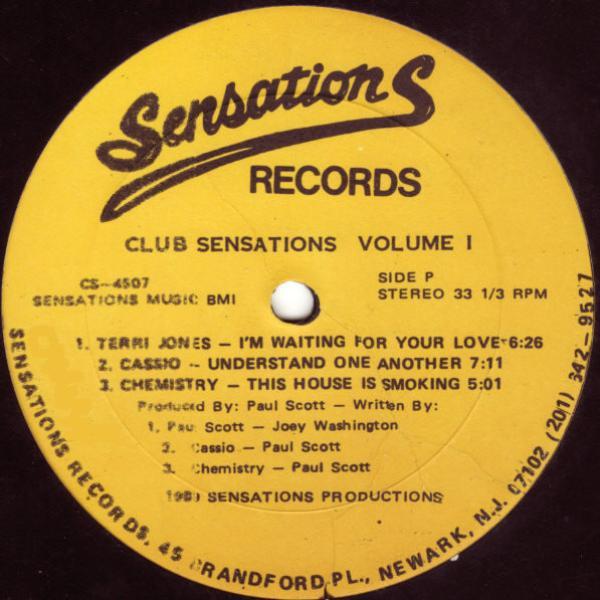 Sensations
RECORDS
CLUB SENSATIONS VOLUME I
CS-4507
SENSATIONS MUSIC BMI
SIDE P
STEREO 33 1/3 RPM
1. TERRI JONES – I'M WAITING FOR YOUR LOVE 6:26
2. CASSIO – UNDERSTAND ONE ANOTHER 7:11
3. CHEMISTRY – THIS HOUSE IS SMOKING 5:01
Produced By: Paul Scott – Written By:
1. Paul Scott – Joey Washington
2. Cassio – Paul Scott
3. Chemistry – Paul Scott
SENSATIONS PRODUCTIONS
SENSATIONS RECORDS, 45 BRANDFORD PL., NEWARK, N.J. 07102 (201) 342-9527